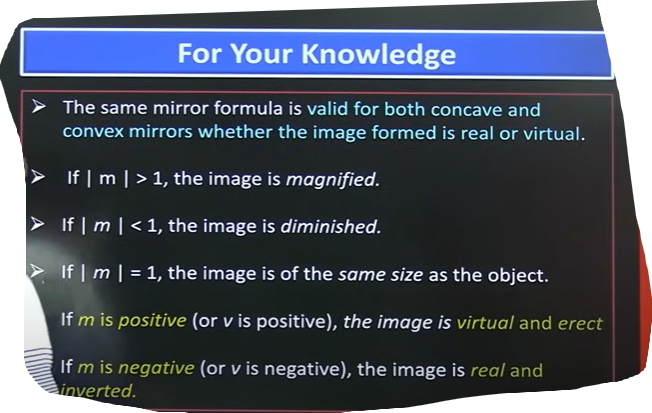 For Your Knowledge
➤ The same mirror formula is valid for both concave and
convex mirrors whether the image formed is real or virtual.
➤ If | m | > 1, the image is magnified.
➤ If | m | < 1, the image is diminished.
➤ If | m | = 1, the image is of the same size as the object.
If m is positive (or v is positive), the image is virtual and erect
If m is negative (or v is negative), the image is real and
inverted.